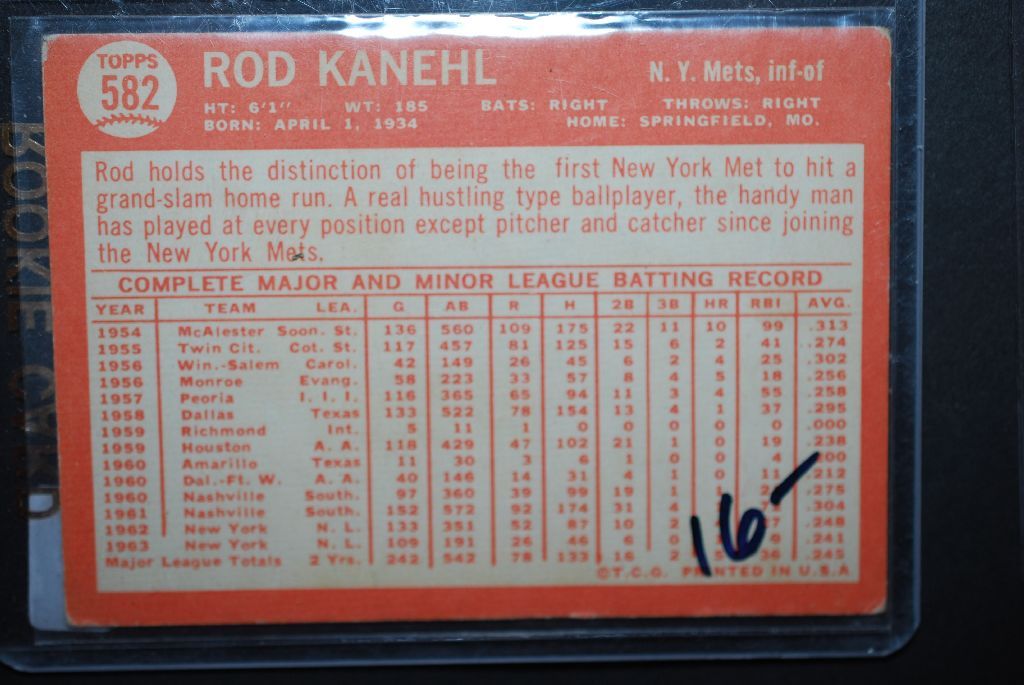 TOPPS
582
ROD KANEHL
N. Y. Mets, inf-of
HT: 6'1" WT: 185 BATS: RIGHT THROWS: RIGHT
BORN: APRIL 1, 1934 HOME: SPRINGFIELD, MO.
Rod holds the distinction of being the first New York Met to hit a
grand-slam home run. A real hustling type ballplayer, the handy man
has played at every position except pitcher and catcher since joining
the New York Mets.
COMPLETE MAJOR AND MINOR LEAGUE BATTING RECORD
YEAR TEAM LEA. G AB R H 2B 3B HR RBI AVG.
1954 McAlester Soon. St. 136 560 109 175 22 11 10 99 .313
1955 Twin Cit. Cot. St. 117 457 81 125 15 6 2 41 .274
1956 Win.-Salem Carol. 42 149 26 45 6 2 4 25 .302
1956 Monroe Evang. 58 223 33 57 8 4 5 18 .256
1957 Peoria I. I. I. 116 365 65 94 11 3 4 55 .258
1958 Dallas Texas 133 522 78 154 13 4 1 37 .295
1959 Richmond Int. 5 11 1 0 0 0 0 0 .000
1959 Houston A. A. 118 429 47 102 21 1 0 19 .238
1960 Amarillo Texas 11 30 3 6 1 0 0 4 .200
1960 Dal.-Ft. W. A. A. 40 146 14 31 4 1 0 11 .212
1960 Nashville South. 97 360 39 99 19 1 1 .275
1961 Nashville South. 152 572 92 174 31 4 .304
1962 New York N. L. 133 351 52 87 10 2 .248
1963 New York N. L. 109 191 26 46 6 0 .241
Major League Totals 2 Yrs. 242 542 78 133 16 2 5 36 .245
©T.C.G. PRINTED IN U.S.A
16-
ROOKIE CARD